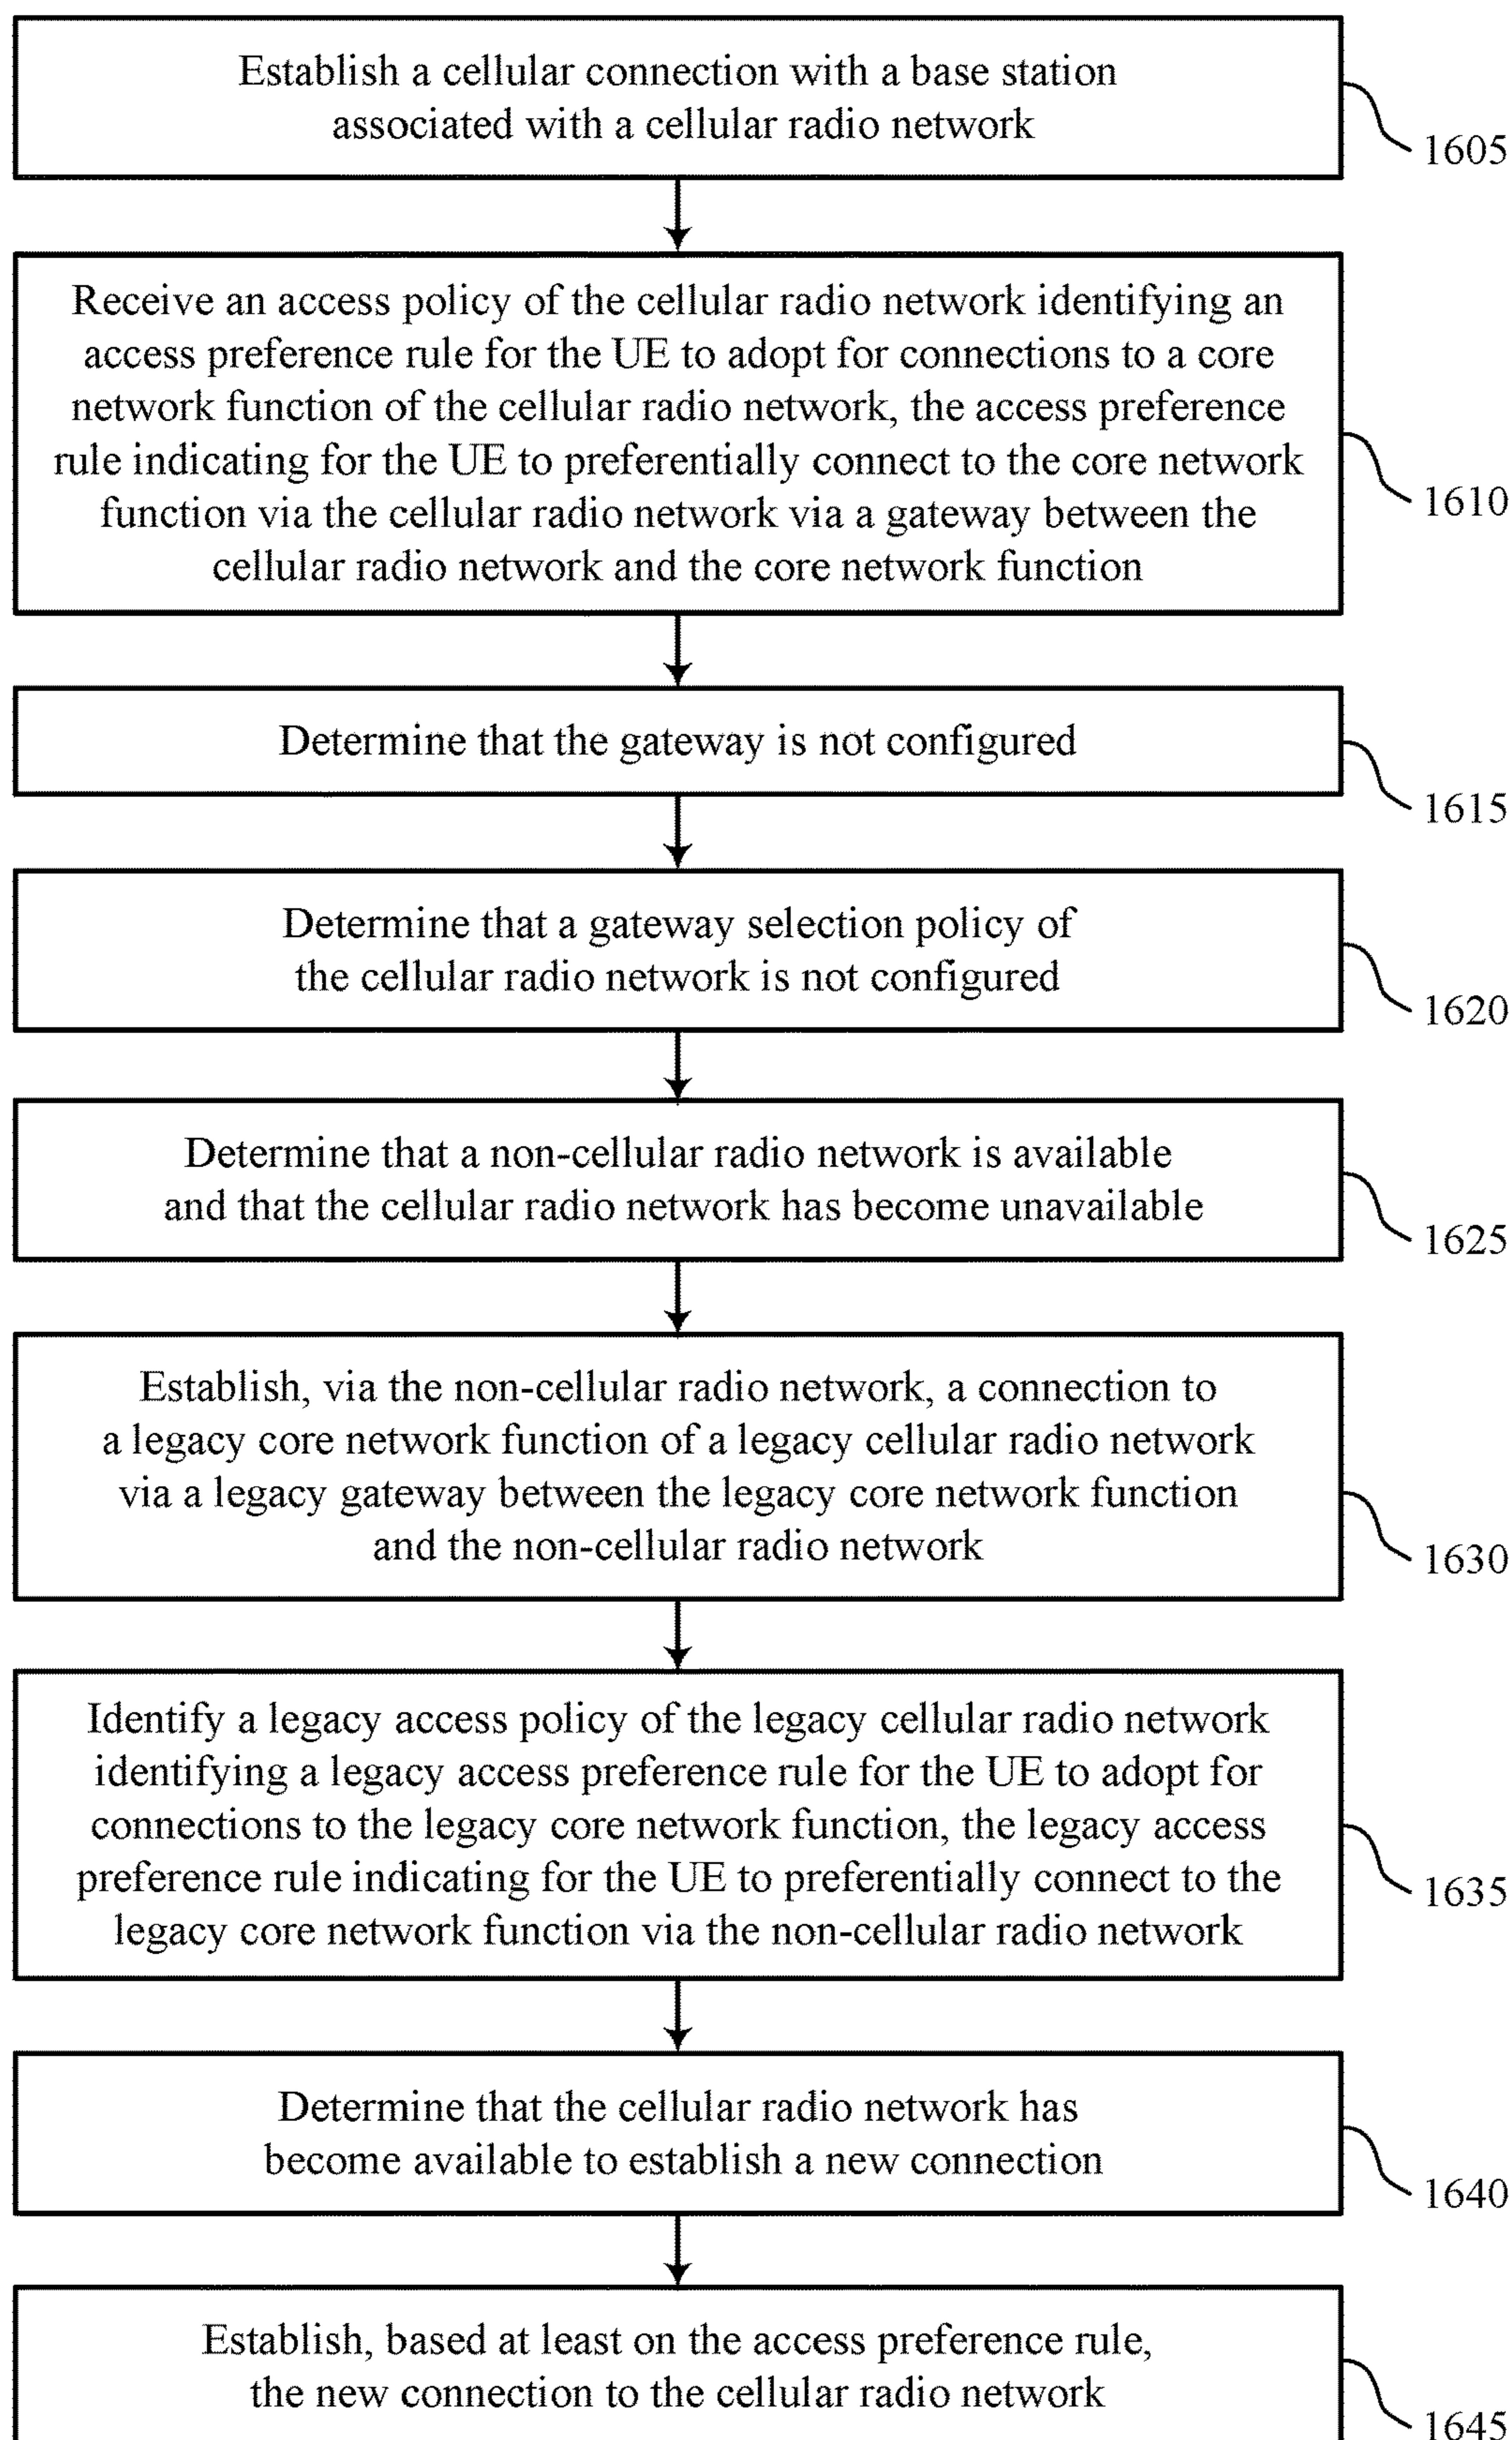 Establish a cellular connection with a base station
associated with a cellular radio network
1605
Receive an access policy of the cellular radio network identifying an
access preference rule for the UE to adopt for connections to a core
network function of the cellular radio network, the access preference
rule indicating for the UE to preferentially connect to the core network
function via the cellular radio network via a gateway between the
cellular radio network and the core network function
1610
Determine that the gateway is not configured
1615
Determine that a gateway selection policy of
the cellular radio network is not configured
1620
Determine that a non-cellular radio network is available
and that the cellular radio network has become unavailable
1625
Establish, via the non-cellular radio network, a connection to
a legacy core network function of a legacy cellular radio network
via a legacy gateway between the legacy core network function
and the non-cellular radio network
1630
Identify a legacy access policy of the legacy cellular radio network
identifying a legacy access preference rule for the UE to adopt for
connections to the legacy core network function, the legacy access
preference rule indicating for the UE to preferentially connect to the
legacy core network function via the non-cellular radio network
1635
Determine that the cellular radio network has
become available to establish a new connection
1640
Establish, based at least on the access preference rule,
the new connection to the cellular radio network
1645